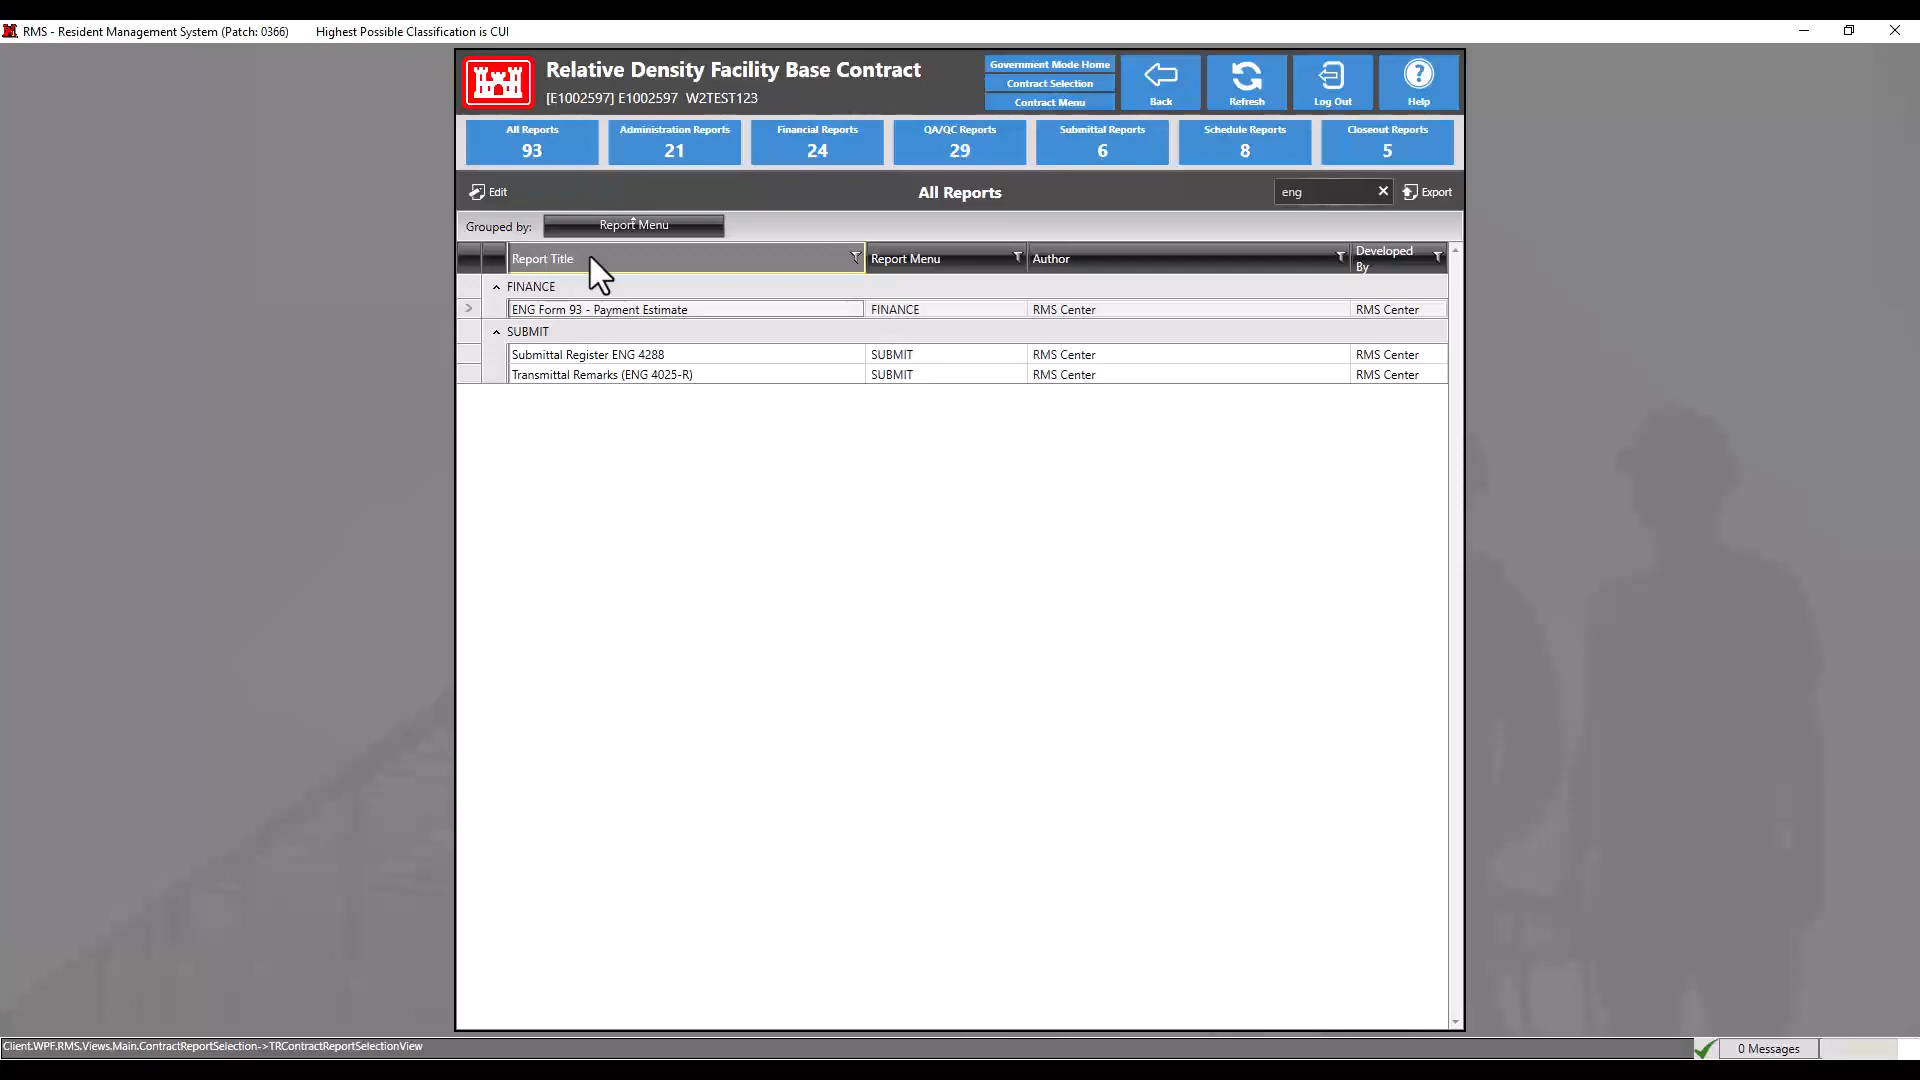 RMS - Resident Management System (Patch: 0366) Highest Possible Classification is CUI
Relative Density Facility Base Contract
[E1002597] E1002597 W2TEST123
Government Mode Home
Contract Selection
Contract Menu
Back
Refresh
Log Out
Help
All Reports
93
Administration Reports
21
Financial Reports
24
QA/QC Reports
29
Submittal Reports
6
Schedule Reports
8
Closeout Reports
5
Edit
All Reports
eng
Export
Grouped by: Report Menu
Report Title Report Menu Author Developed By
FINANCE
ENG Form 93 - Payment Estimate FINANCE RMS Center RMS Center
SUBMIT
Submittal Register ENG 4288 SUBMIT RMS Center RMS Center
Transmittal Remarks (ENG 4025-R) SUBMIT RMS Center RMS Center
Client.WPF.RMS.Views.Main.ContractReportSelection->TRContractReportSelectionView
0 Messages